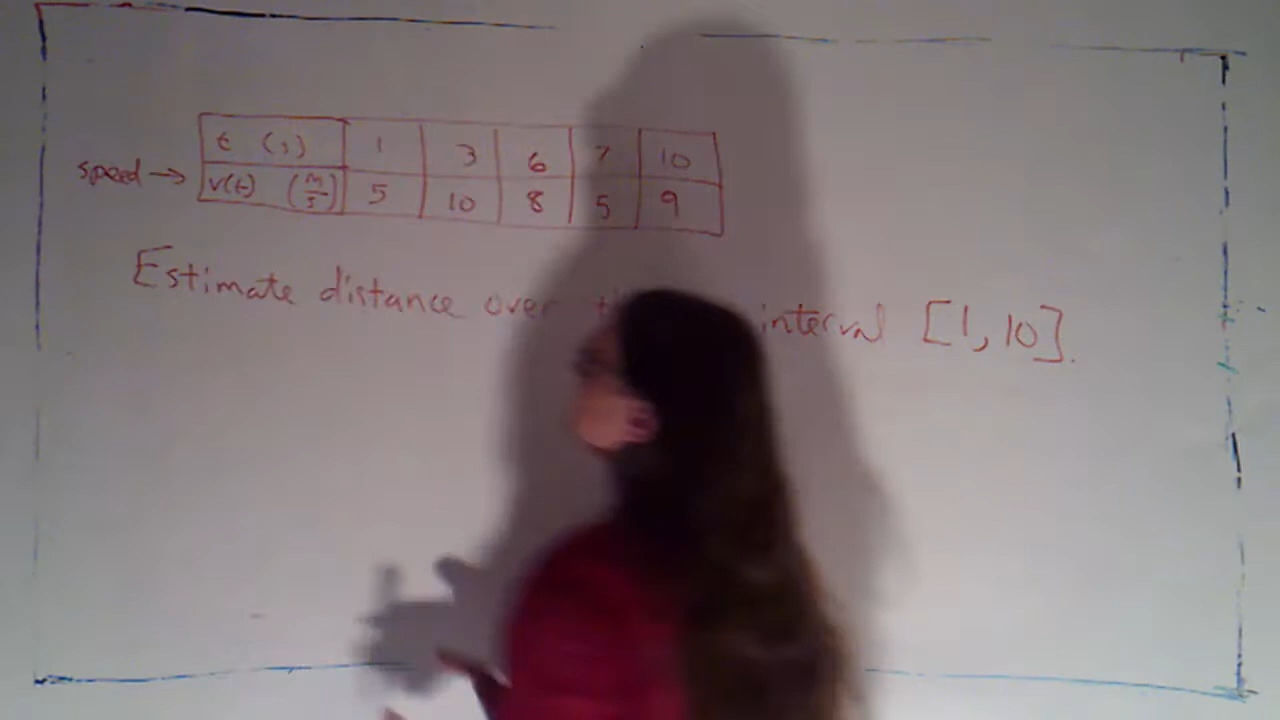 t (s) 1 3 6 7 10
speed → v(t) (m/s) 5 10 8 5 9
Estimate distance over interval [1, 10].